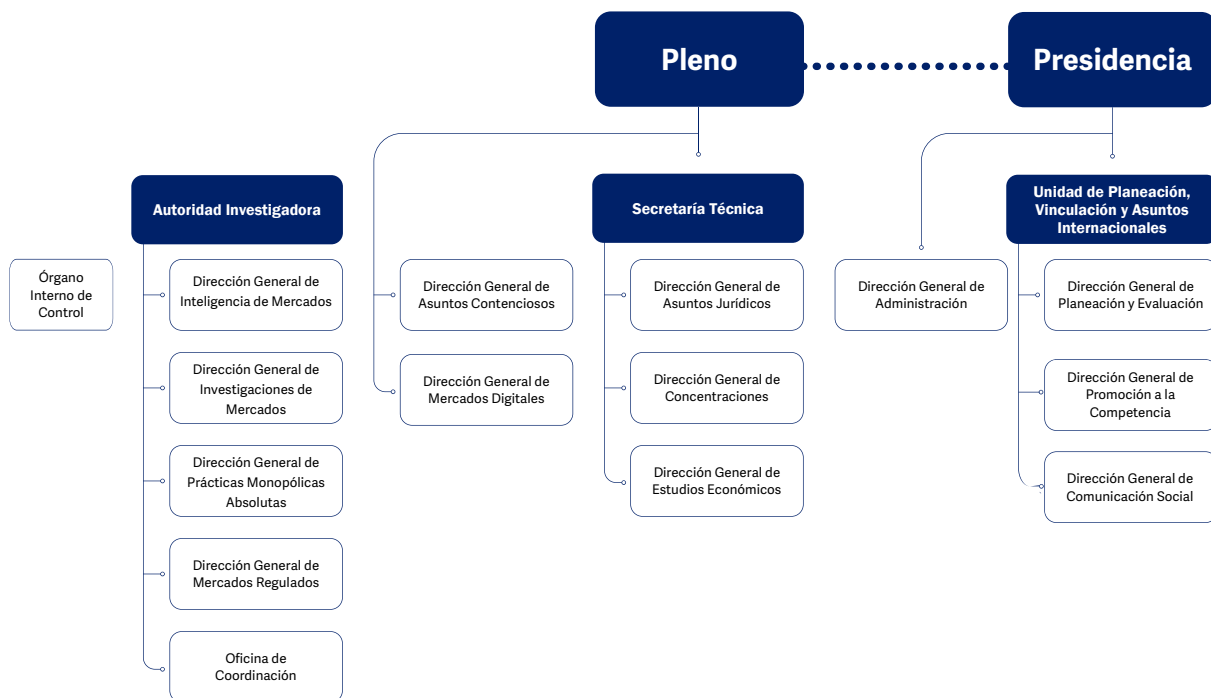 Pleno
Presidencia
Autoridad Investigadora
Secretaría Técnica
Unidad de Planeación,
Vinculación y Asuntos
Internacionales
Órgano
Interno de
Control
Dirección General de
Inteligencia de Mercados
Dirección General de
Asuntos Contenciosos
Dirección General de
Asuntos Jurídicos
Dirección General de
Administración
Dirección General de
Planeación y Evaluación
Dirección General de
Investigaciones de
Mercados
Dirección General de
Mercados Digitales
Dirección General de
Concentraciones
Dirección General de
Promoción a la
Competencia
Dirección General de
Prácticas Monopólicas
Absolutas
Dirección General de
Estudios Económicos
Dirección General de
Comunicación Social
Dirección General de
Mercados Regulados
Oficina de
Coordinación